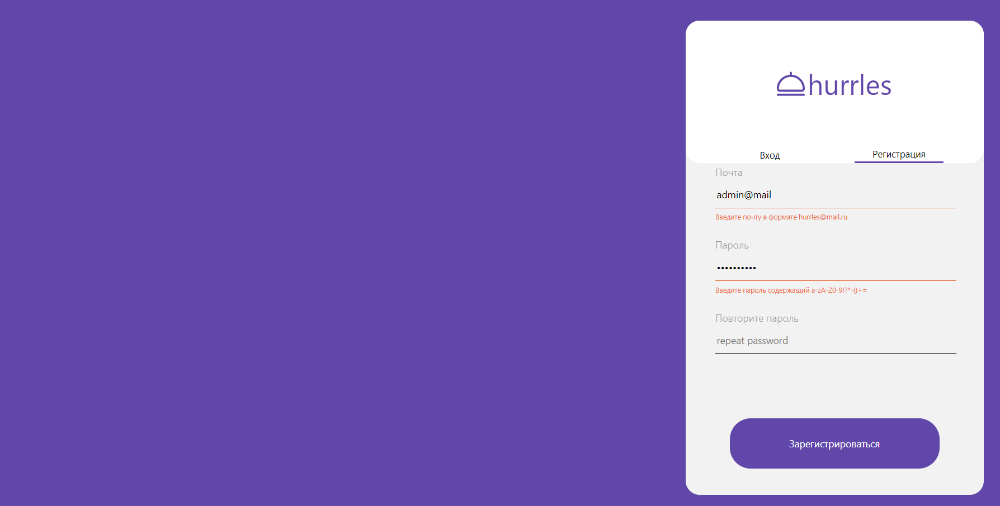 hurrles
Вход Регистрация
Почта
admin@mail
Введите почту в формате hurrles@mail.ru
Пароль
••••••••••
Введите пароль содержащий a-zA-Z0-9!?*-()+=
Повторите пароль
repeat password
Зарегистрироваться